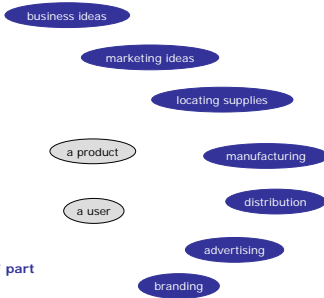 business ideas
marketing ideas
locating supplies
a product
manufacturing
distribution
a user
advertising
part
branding